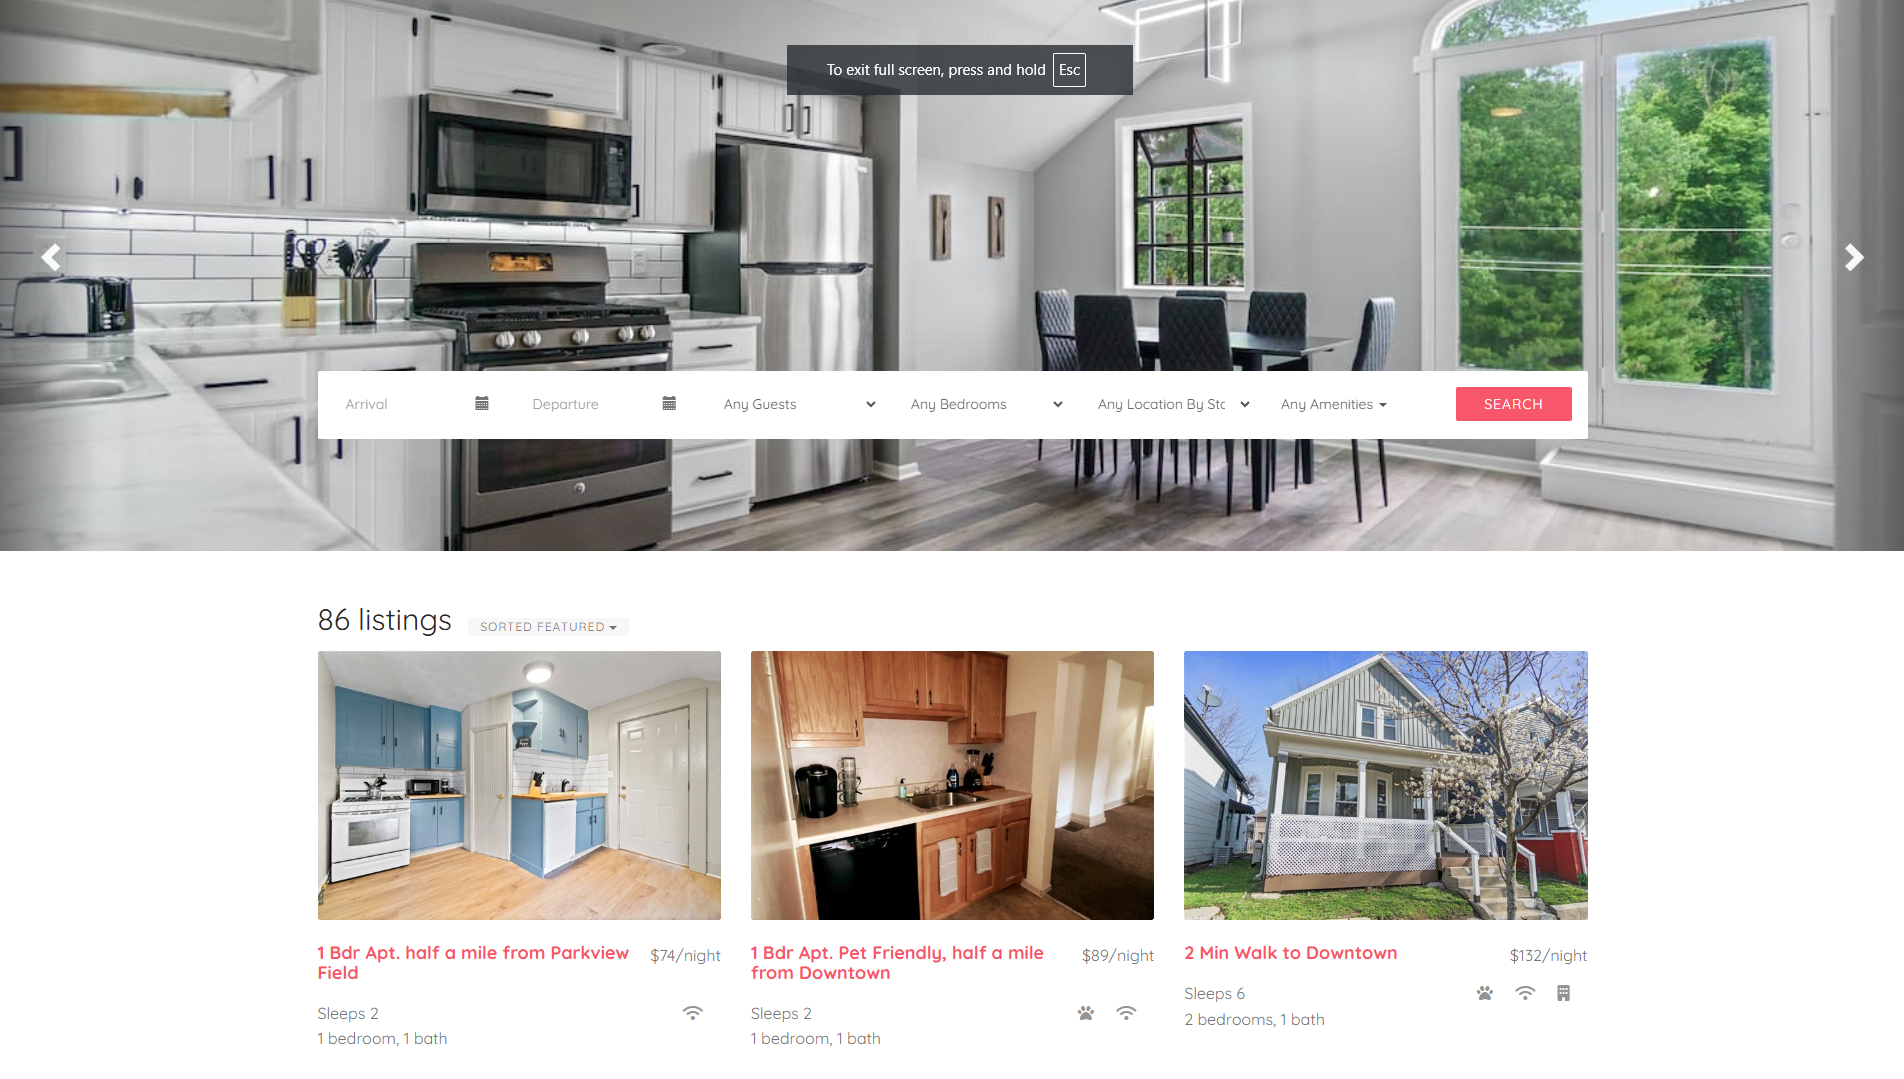 To exit full screen, press and hold Esc
Arrival Departure Any Guests Any Bedrooms Any Location By Sto Any Amenities SEARCH
86 listings SORTED FEATURED
1 Bdr Apt. half a mile from Parkview
Field
$74/night
Sleeps 2
1 bedroom, 1 bath
1 Bdr Apt. Pet Friendly, half a mile
from Downtown
$89/night
Sleeps 2
1 bedroom, 1 bath
2 Min Walk to Downtown
$132/night
Sleeps 6
2 bedrooms, 1 bath